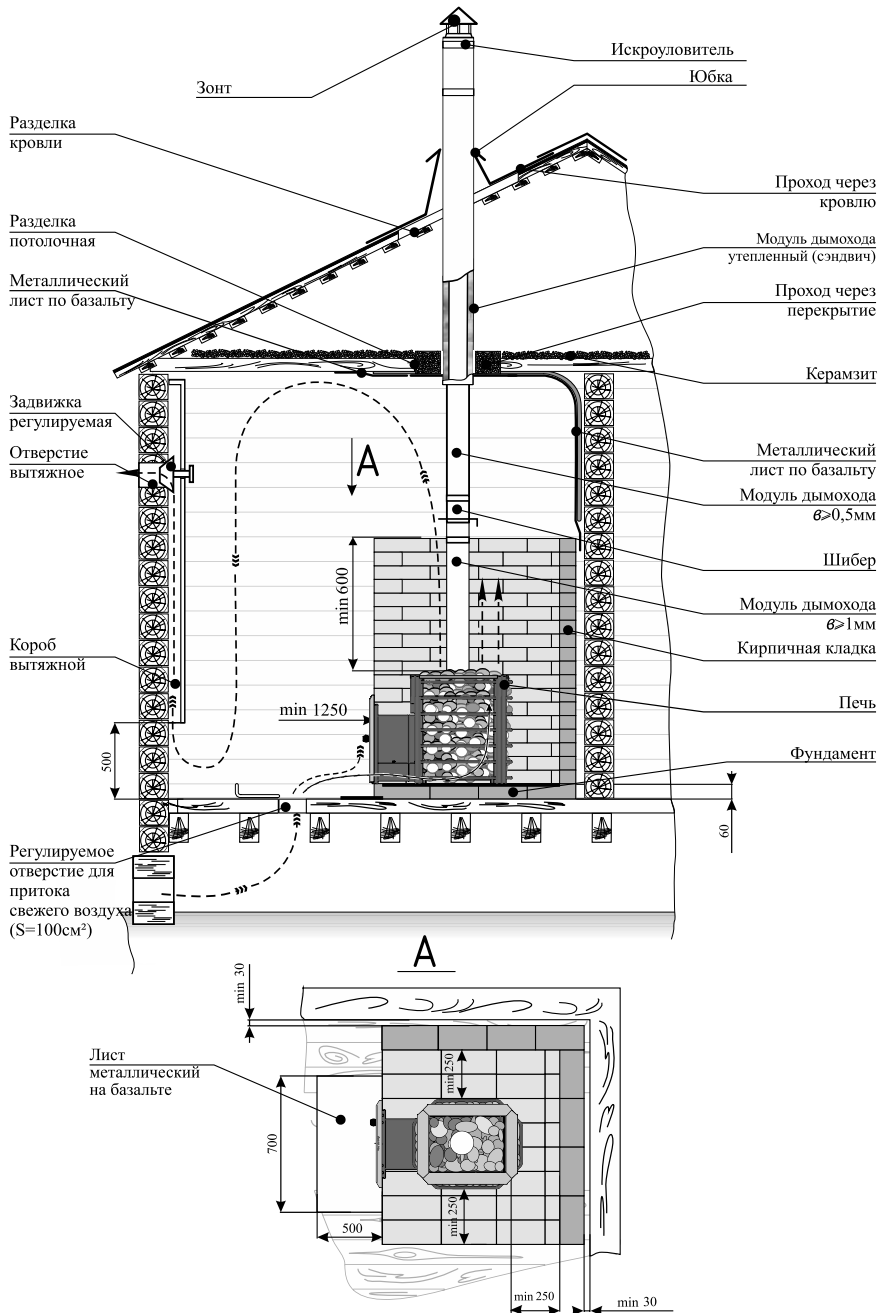 Зонт
Искроуловитель
Юбка
Разделка
кровли
Проход через
кровлю
Разделка
потолочная
Модуль дымохода
утепленный (сэндвич)
Металлический
лист по базальту
Проход через
перекрытие
Керамзит
Задвижка
регулируемая
Отверстие
вытяжное
А
Металлический
лист по базальту
Модуль дымохода
в⩾0,5мм
Шибер
min 600
Модуль дымохода
в⩾1мм
Кирпичная кладка
Короб
вытяжной
Печь
min 1250
500
Фундамент
60
Регулируемое
отверстие для
притока
свежего воздуха
(S=100см²)
А
min 30
Лист
металлический
на базальте
min 250
700
min 250
500
min 250
min 30